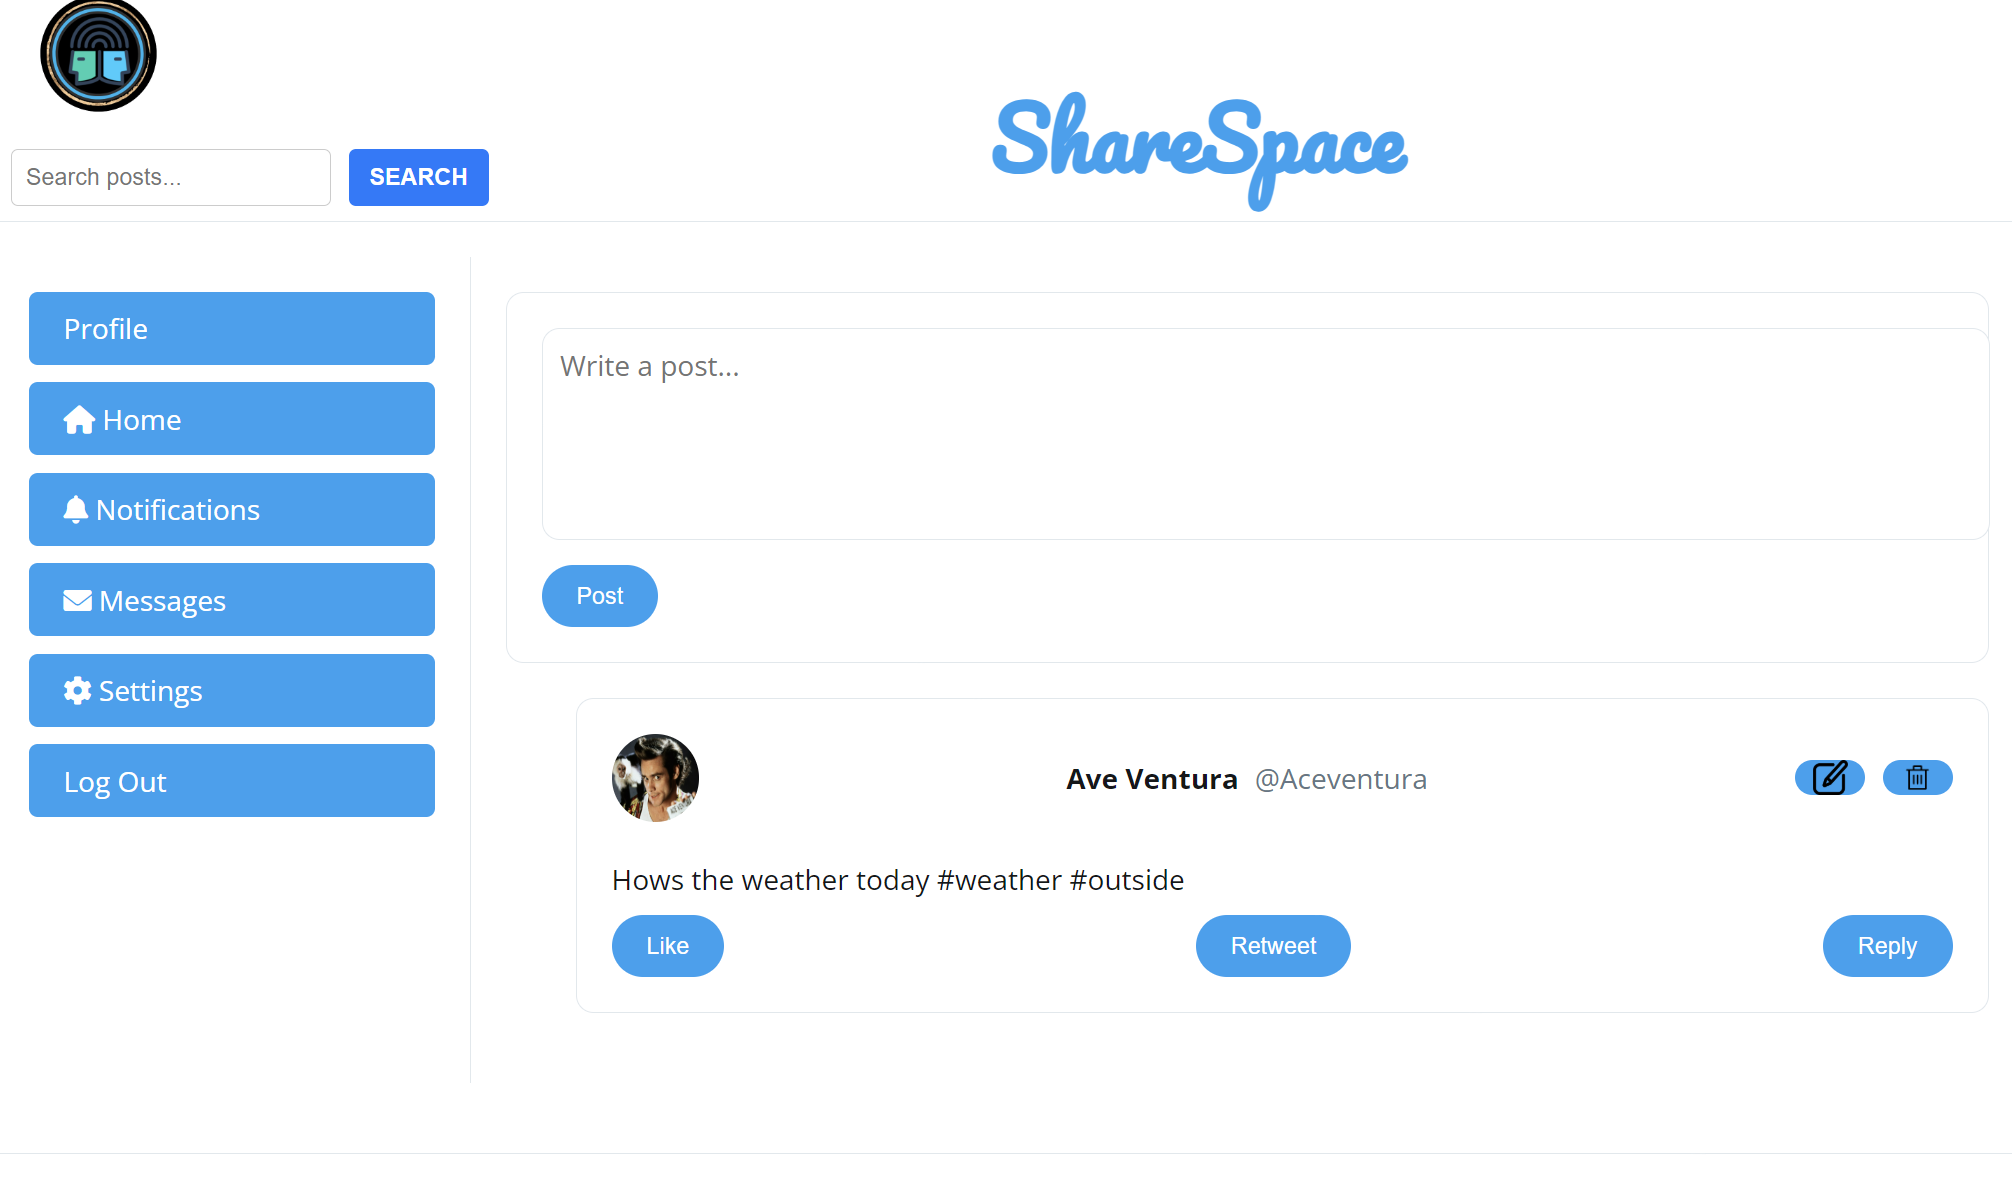 ShareSpace
Search posts...
SEARCH
Profile
Home
Notifications
Messages
Settings
Log Out
Write a post...
Post
Ave Ventura @Aceventura
Hows the weather today #weather #outside
Like
Retweet
Reply